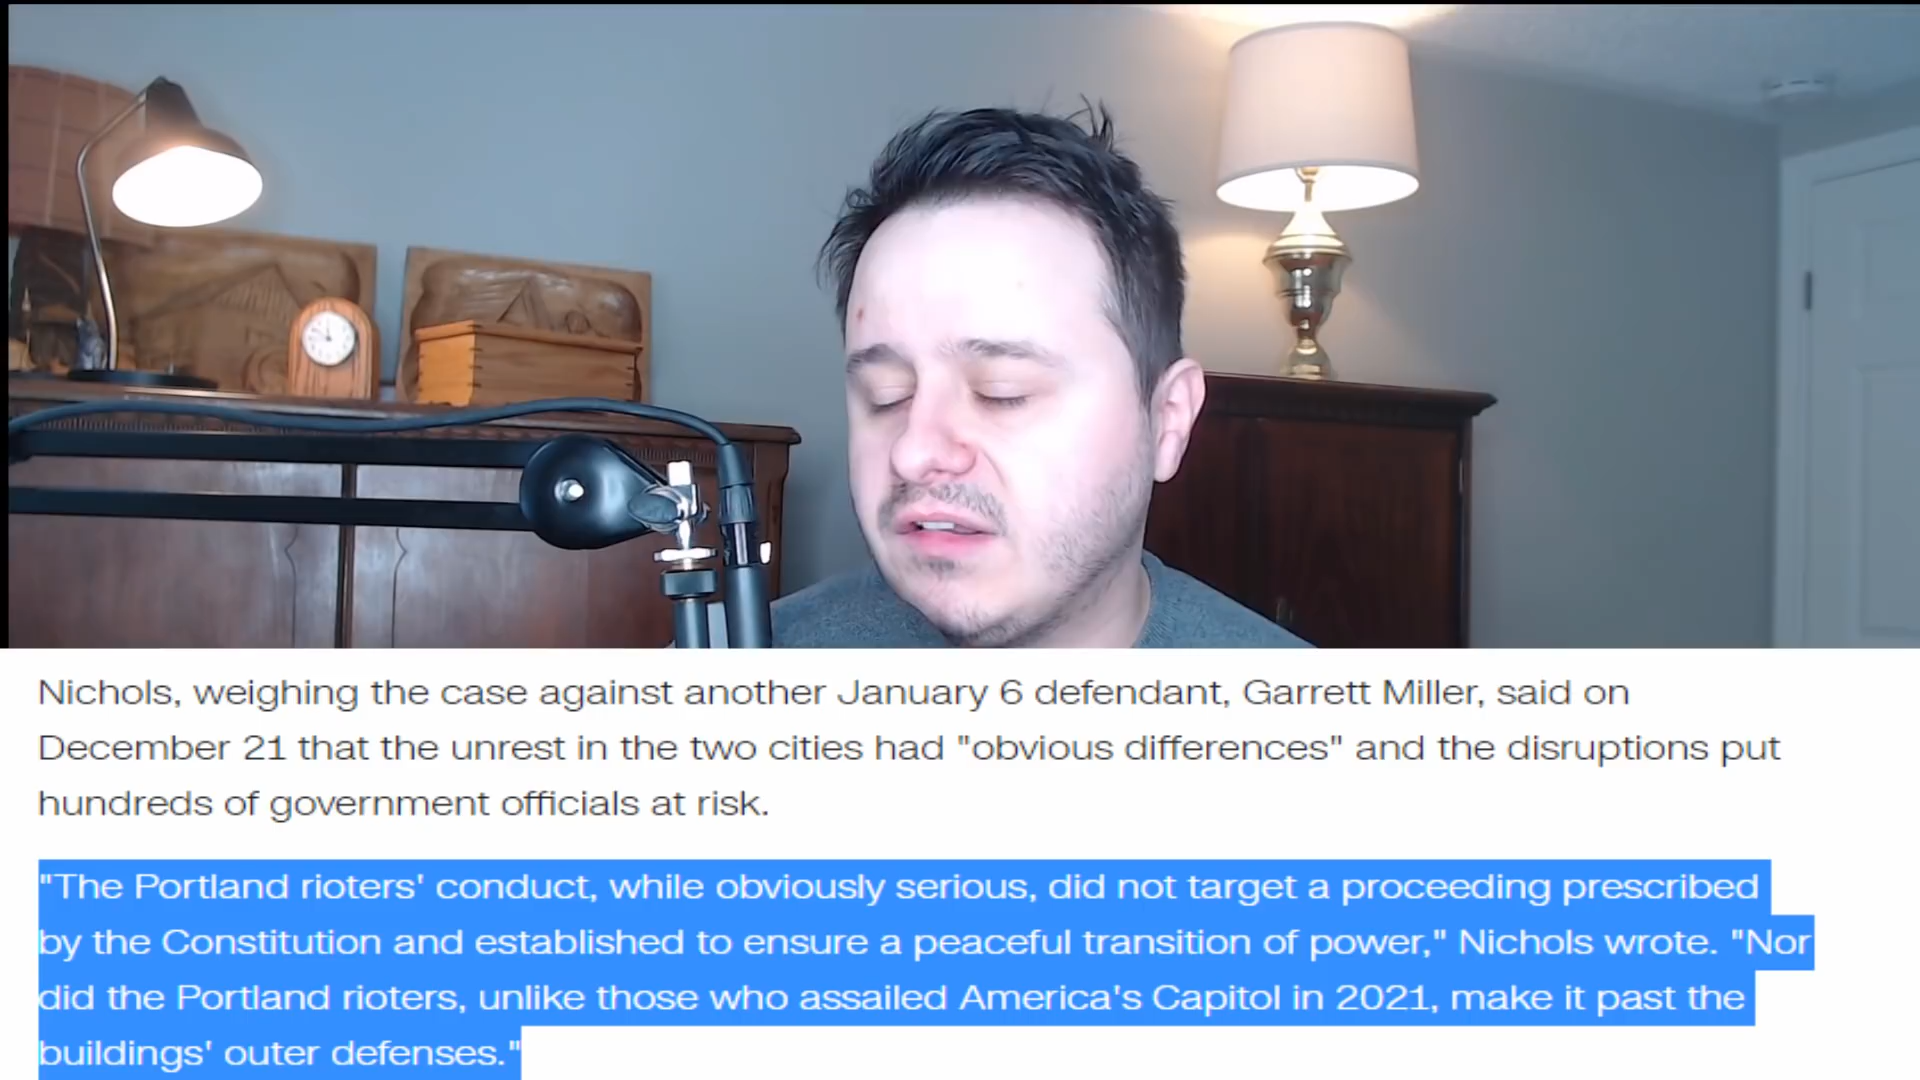 Nichols, weighing the case against another January 6 defendant, Garrett Miller, said on
December 21 that the unrest in the two cities had "obvious differences" and the disruptions put
hundreds of government officials at risk.
"The Portland rioters' conduct, while obviously serious, did not target a proceeding prescribed
by the Constitution and established to ensure a peaceful transition of power," Nichols wrote. "Nor
did the Portland rioters, unlike those who assailed America's Capitol in 2021, make it past the
buildings' outer defenses."